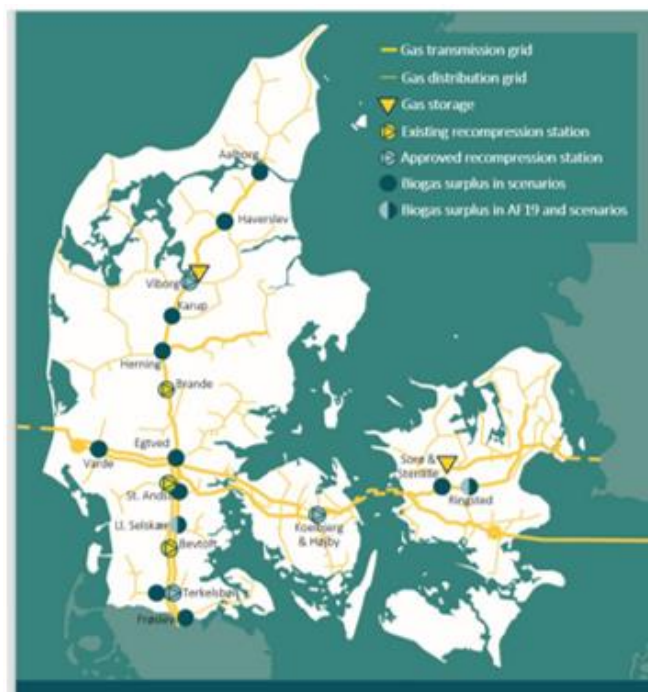 Gas transmission grid
Gas distribution grid
Gas storage
Existing recompression station
Approved recompression station
Biogas surplus in scenarios
Biogas surplus in AF19 and scenarios
Aalborg
Haverslev
Viborg
Karup
Herning
Brande
Egtved
Varde
St. Andst
Ll. Selskær
Bevtoft
Terkelsbøl
Frøslev
Koelbjerg
& Højby
Sorø &
Stenlille
Ringsted